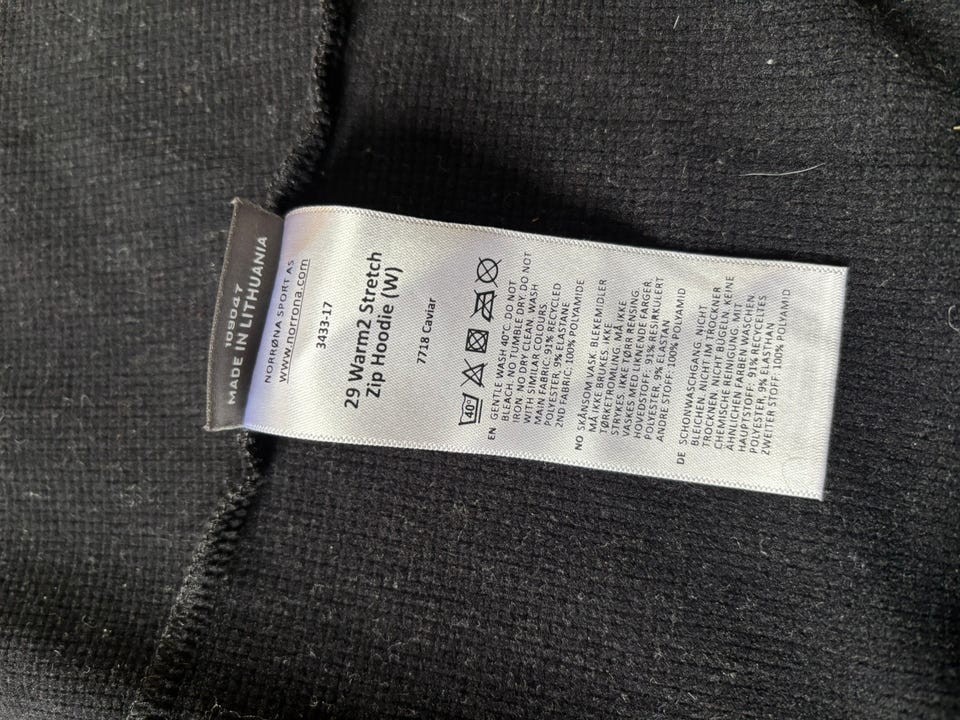 109047
MADE IN LITHUANIA
NORRØNA SPORT AS
www.norrona.com
3433-17
29 Warm2 Stretch
Zip Hoodie (W)
7718 Caviar
40°
EN GENTLE WASH 40°C. DO NOT
BLEACH. NO TUMBLE DRY. DO NOT
IRON. NO DRY CLEAN. WASH
WITH SIMILAR COLOURS.
MAIN FABRIC: 91% RECYCLED
POLYESTER, 9% ELASTANE
2ND FABRIC: 100% POLYAMIDE
NO SKÅNSOM VASK. BLEKEMIDLER
MÅ IKKE BRUKES. IKKE
TØRKETROMLING. MÅ IKKE
STRYKES. IKKE TØRR RENSING.
VASKES MED LIKNENDE FARGER.
HOVEDSTOFF: 91% RESIRKULERT
POLYESTER, 9% ELASTAN
ANDRE STOFF: 100% POLYAMID
DE SCHONWASCHGANG. NICHT
BLEICHEN. NICHT IM TROCKNER
TROCKNEN. NICHT BÜGELN. KEINE
CHEMISCHE REINIGUNG. MIT
ÄHNLICHEN FARBEN WASCHEN.
HAUPTSTOFF: 91% RECYCELTES
POLYESTER, 9% ELASTHAN
ZWEITER STOFF: 100% POLYAMID